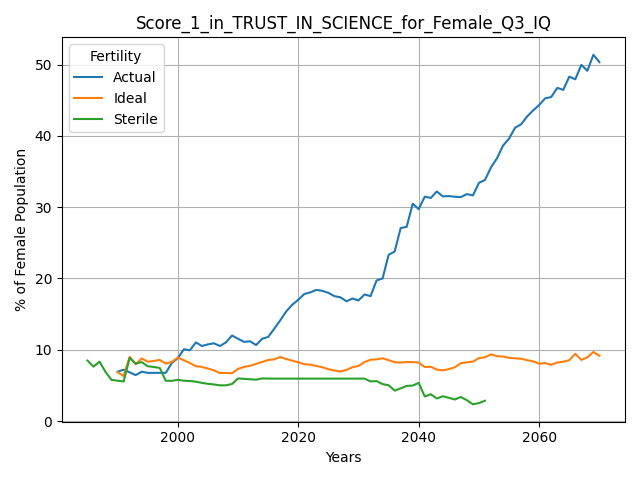 Score_1_in_TRUST_IN_SCIENCE_for_Female_Q3_IQ
Fertility
Actual
Ideal
Sterile
% of Female Population
50
40
30
20
10
0
2000 2020 2040 2060
Years